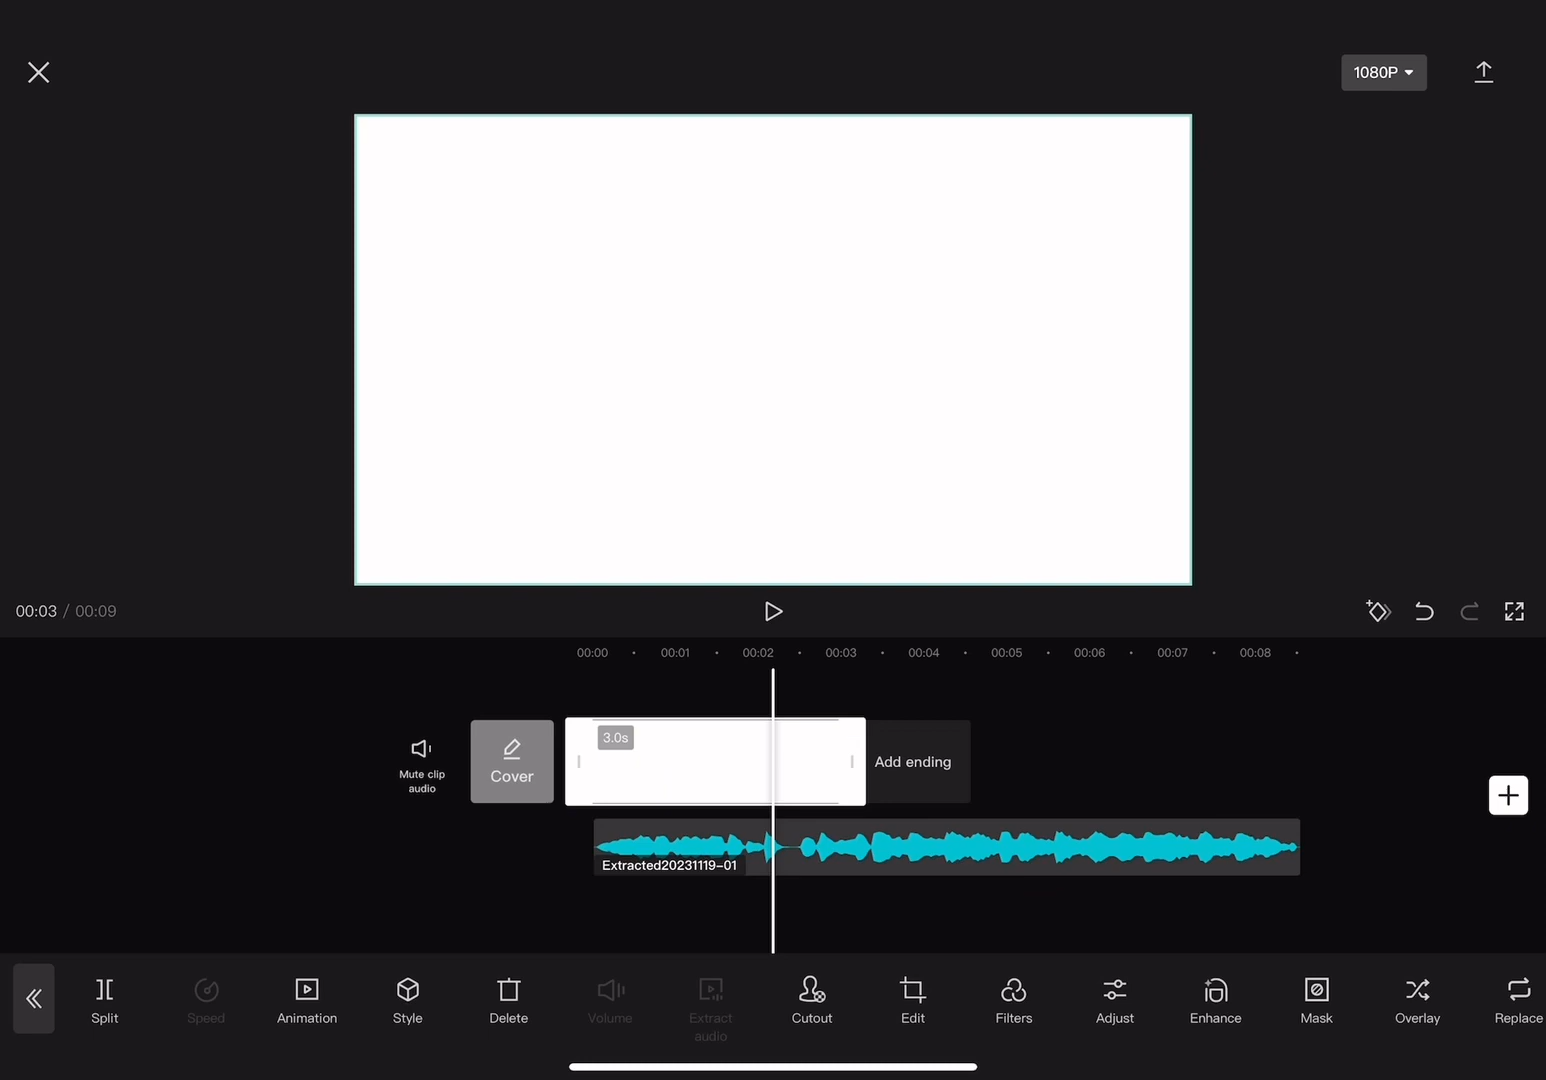 1080P
00:03 / 00:09
00:00 00:01 00:02 00:03 00:04 00:05 00:06 00:07 00:08
Mute clip
audio
Cover
3.0s
Add ending
Extracted20231119-01
Split
Speed
Animation
Style
Delete
Volume
Extract
audio
Cutout
Edit
Filters
Adjust
Enhance
Mask
Overlay
Replace